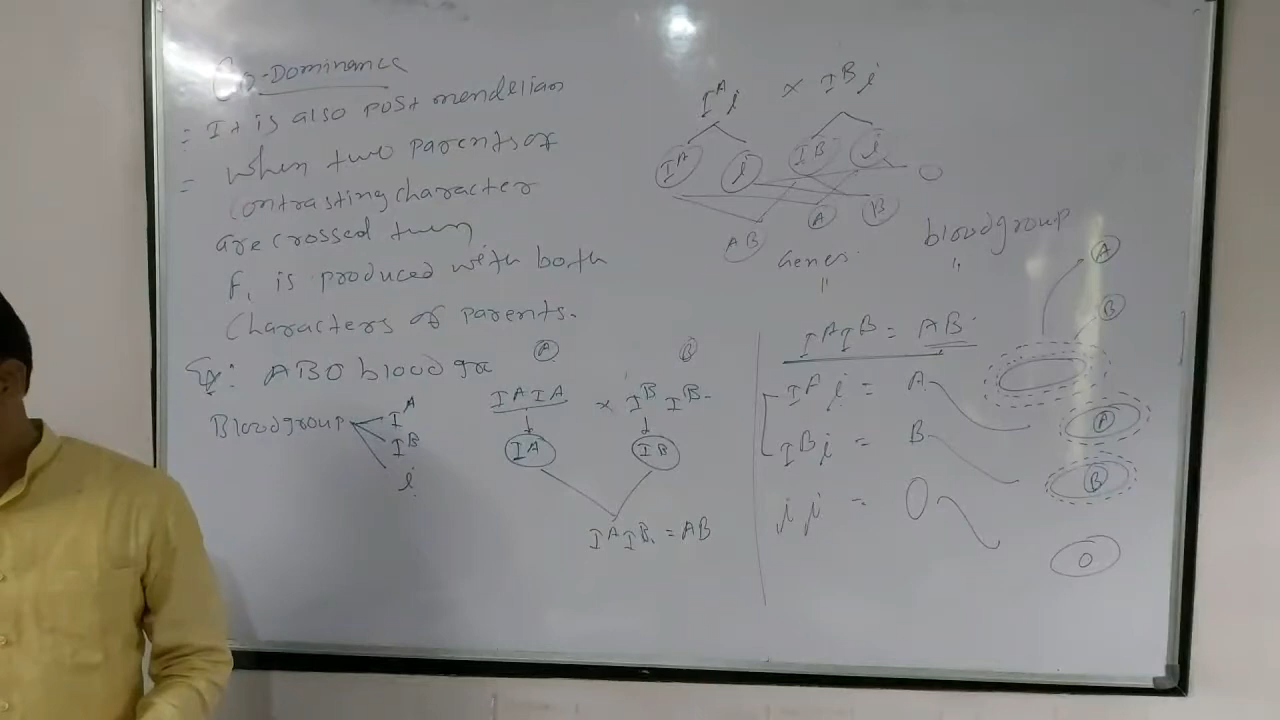 Co-Dominance
= It is also post mendelian
= When two parents of
contrasting character
are crossed then
F₁ is produced with both
characters of parents.
Ex: ABO blood gr
Bloodgroup Iᴬ
Iᴮ
i
A B
IᴬIᴬ × IᴮIᴮ
Iᴬ Iᴮ
IᴬIᴮ = AB
Iᴬi × Iᴮi
Iᴬ i Iᴮ i
O
AB A B
Genes bloodgroup
" "
IᴬIᴮ = AB
Iᴬi = A
Iᴮi = B
ii = O
A
B
A
B
O